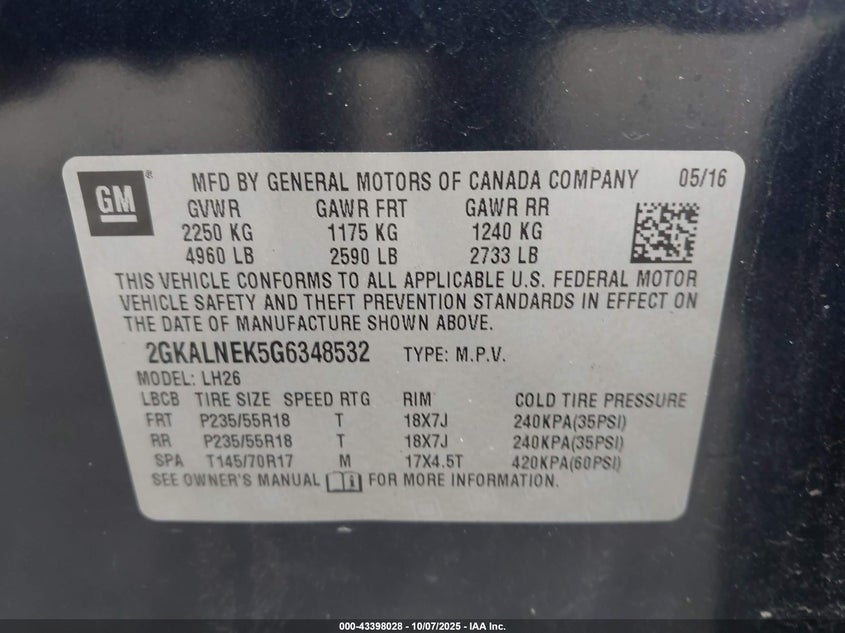 GM ® MFD BY GENERAL MOTORS OF CANADA COMPANY 05/16
GVWR GAWR FRT GAWR RR
2250 KG 1175 KG 1240 KG
4960 LB 2590 LB 2733 LB
THIS VEHICLE CONFORMS TO ALL APPLICABLE U.S. FEDERAL MOTOR
VEHICLE SAFETY AND THEFT PREVENTION STANDARDS IN EFFECT ON
THE DATE OF MANUFACTURE SHOWN ABOVE.
2GKALNEK5G6348532 TYPE: M.P.V.
MODEL: LH26
LBCB TIRE SIZE SPEED RTG RIM COLD TIRE PRESSURE
FRT P235/55R18 T 18X7J 240KPA(35PSI)
RR P235/55R18 T 18X7J 240KPA(35PSI)
SPA T145/70R17 M 17X4.5T 420KPA(60PSI)
SEE OWNER'S MANUAL FOR MORE INFORMATION.
000-43398028 - 10/07/2025 - IAA Inc.